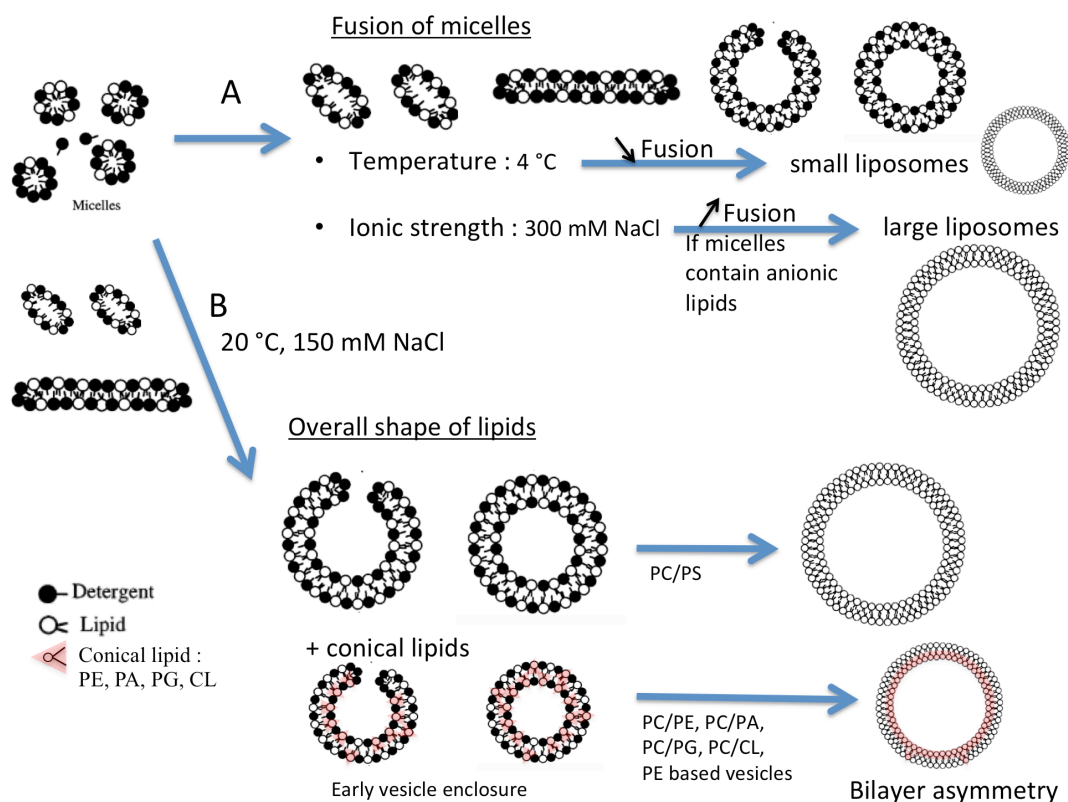 Fusion of micelles
A
Micelles
• Temperature : 4 °C
Fusion
small liposomes
• Ionic strength : 300 mM NaCl
Fusion
If micelles
contain anionic
lipids
large liposomes
B
20 °C, 150 mM NaCl
Overall shape of lipids
PC/PS
Detergent
Lipid
Conical lipid :
PE, PA, PG, CL
+ conical lipids
Early vesicle enclosure
PC/PE, PC/PA,
PC/PG, PC/CL,
PE based vesicles
Bilayer asymmetry